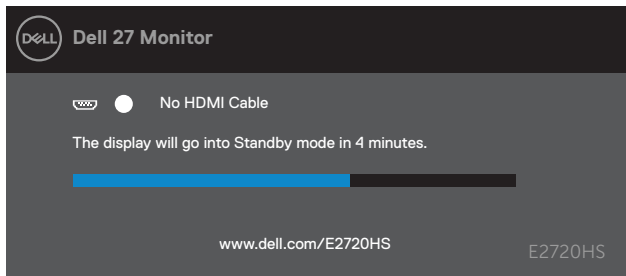 DELL
Dell 27 Monitor
No HDMI Cable
The display will go into Standby mode in 4 minutes.
www.dell.com/E2720HS
E2720HS